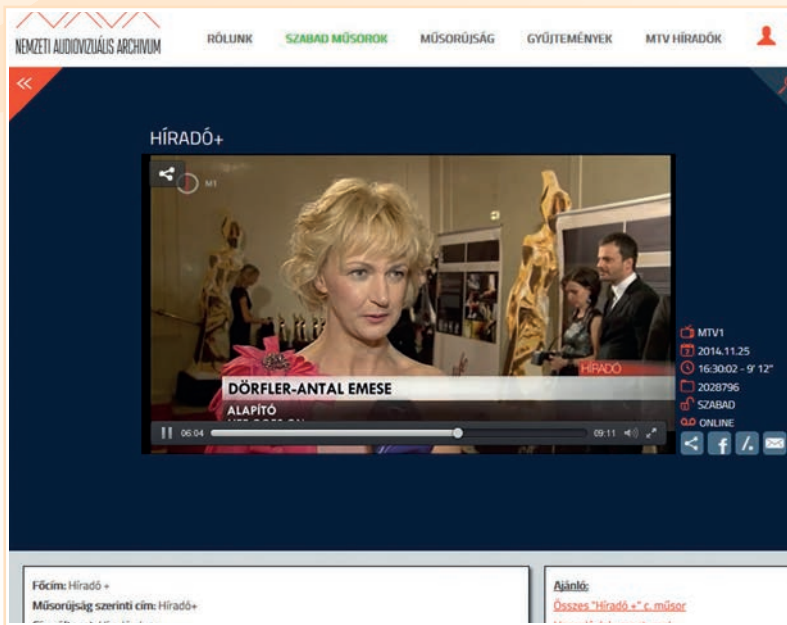 NEMZETI AUDIOVIZUÁLIS ARCHIVUM
RÓLUNK SZABAD MŰSOROK MŰSORÚJSÁG GYŰJTEMÉNYEK MTV HÍRADÓK
HÍRADÓ+
M1
HÍRADÓ
DÖRFLER-ANTAL EMESE
ALAPÍTÓ
06:04 09:11
MTV1
2014.11.25
16:30:02 - 9' 12"
2028796
SZABAD
ONLINE
Főcím: Híradó +
Műsorújság szerinti cím: Híradó+
Ajánló:
Összes "Híradó +" c. műsor